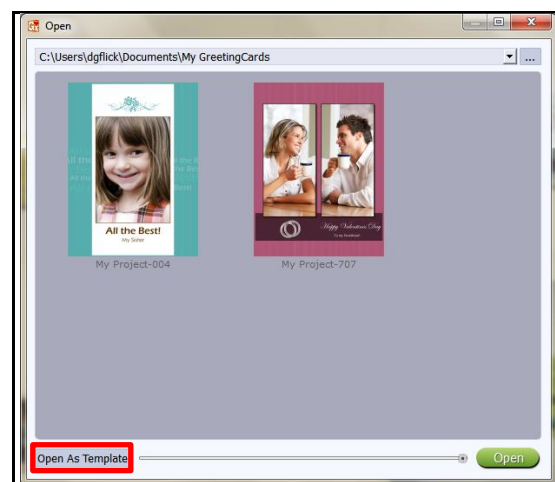 Open
C:\Users\dgflick\Documents\My GreetingCards
...
All the Best!
My Sister
My Project-004
Happy Valentines Day
My Project-707
Open As Template
Open